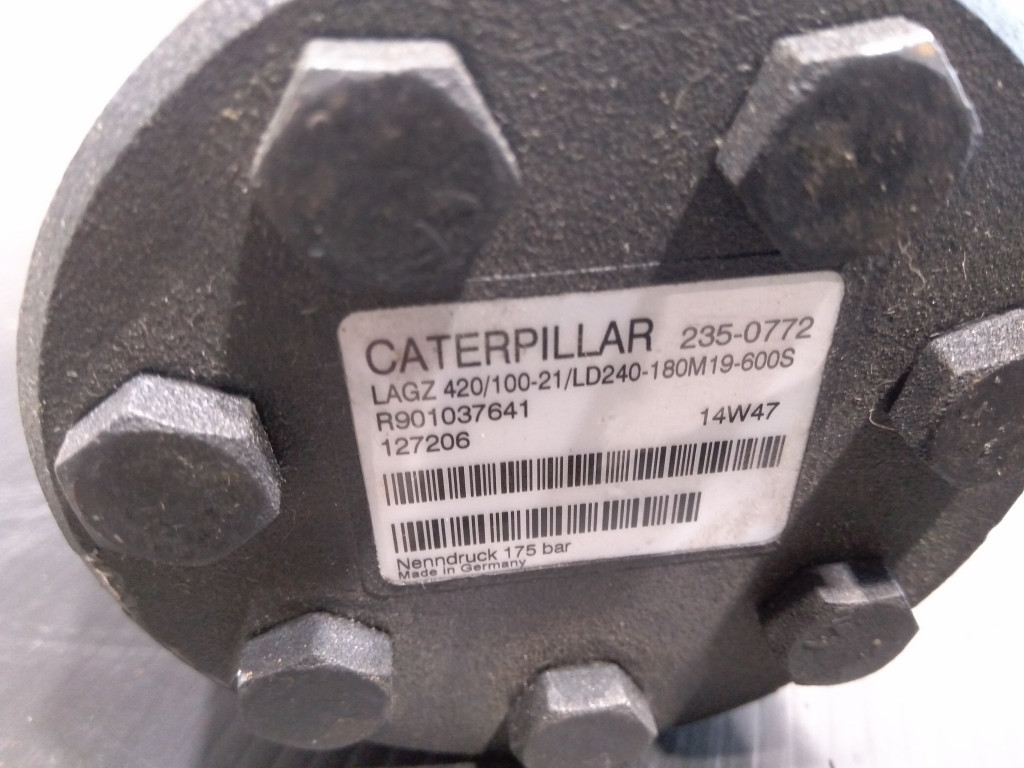 CATERPILLAR 235-0772
LAGZ 420/100-21/LD240-180M19-600S
R901037641 14W47
127206
Nenndruck 175 bar
Made in Germany